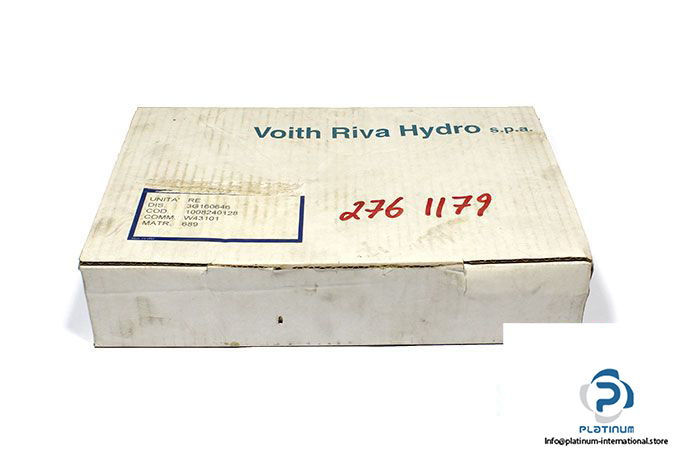 Voith Riva Hydro s.p.a.
UNITA' RE
DIS. 3G160646
COD. 1008240128
COMM. W43101
MATR. 689
276 1179
PLATINUM
info@platinum-international.store